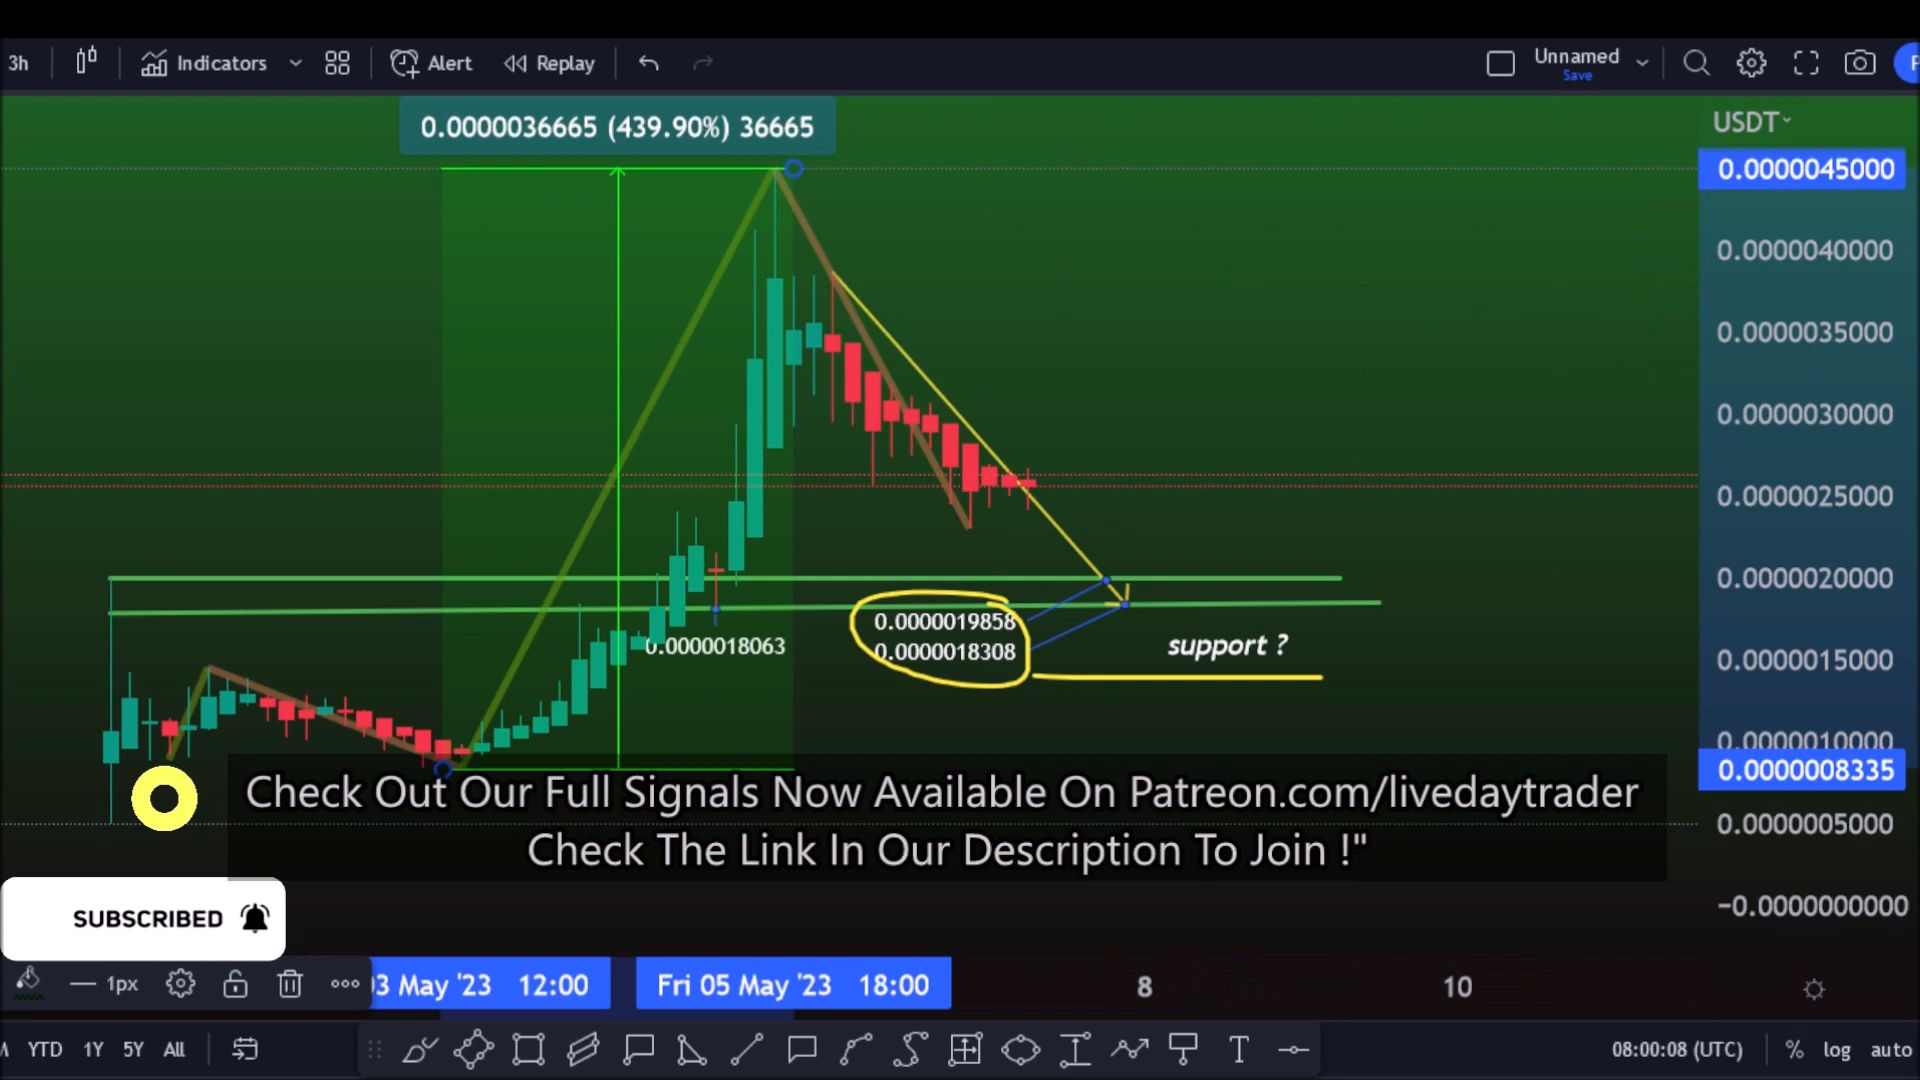 3h Indicators Alert Replay Unnamed
Save
0.0000036665 (439.90%) 36665
USDT
0.0000045000
0.0000040000
0.0000035000
0.0000030000
0.0000025000
0.0000020000
0.0000019858
0.0000018063 0.0000018308 support ?
0.0000015000
0.0000010000
0.0000008335
Check Out Our Full Signals Now Available On Patreon.com/livedaytrader
0.0000005000
Check The Link In Our Description To Join !"
−0.0000000000
SUBSCRIBED
1px 03 May '23 12:00 Fri 05 May '23 18:00 8 10
YTD 1Y 5Y All 08:00:08 (UTC) % log auto